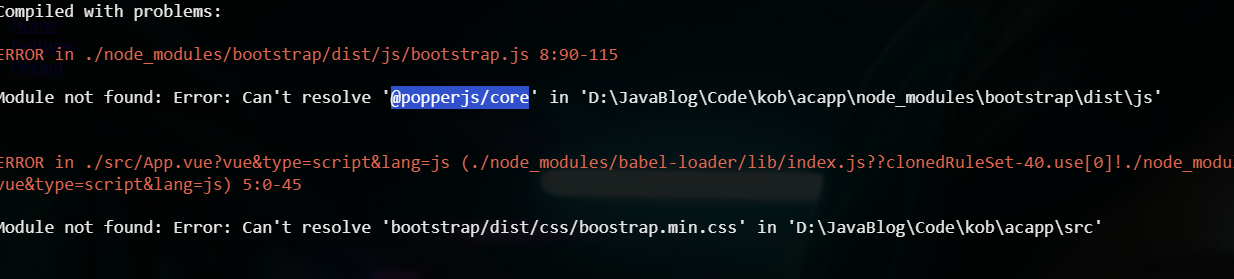 Compiled with problems:
Home
ERROR in ./node_modules/bootstrap/dist/js/bootstrap.js 8:90-115
Module not found: Error: Can't resolve '@popperjs/core' in 'D:\JavaBlog\Code\kob\acapp\node_modules\bootstrap\dist\js'
ERROR in ./src/App.vue?vue&type=script&lang=js (./node_modules/babel-loader/lib/index.js??clonedRuleSet-40.use[0]!./node_modu
vue&type=script&lang=js) 5:0-45
Module not found: Error: Can't resolve 'bootstrap/dist/css/boostrap.min.css' in 'D:\JavaBlog\Code\kob\acapp\src'